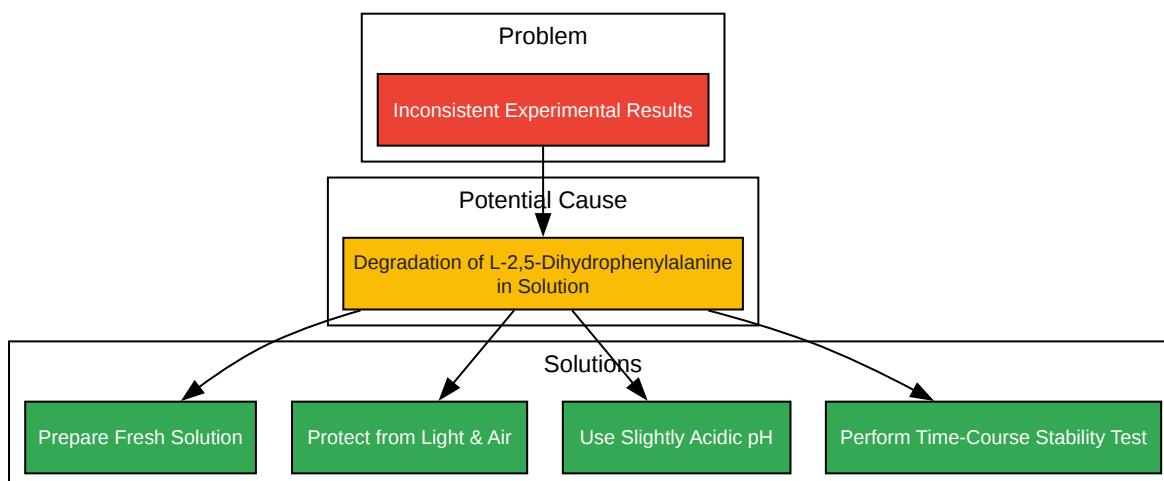 Problem
Inconsistent Experimental Results
Potential Cause
Degradation of L-2,5-Dihydrophenylalanine
in Solution
Solutions
Prepare Fresh Solution
Protect from Light & Air
Use Slightly Acidic pH
Perform Time-Course Stability Test